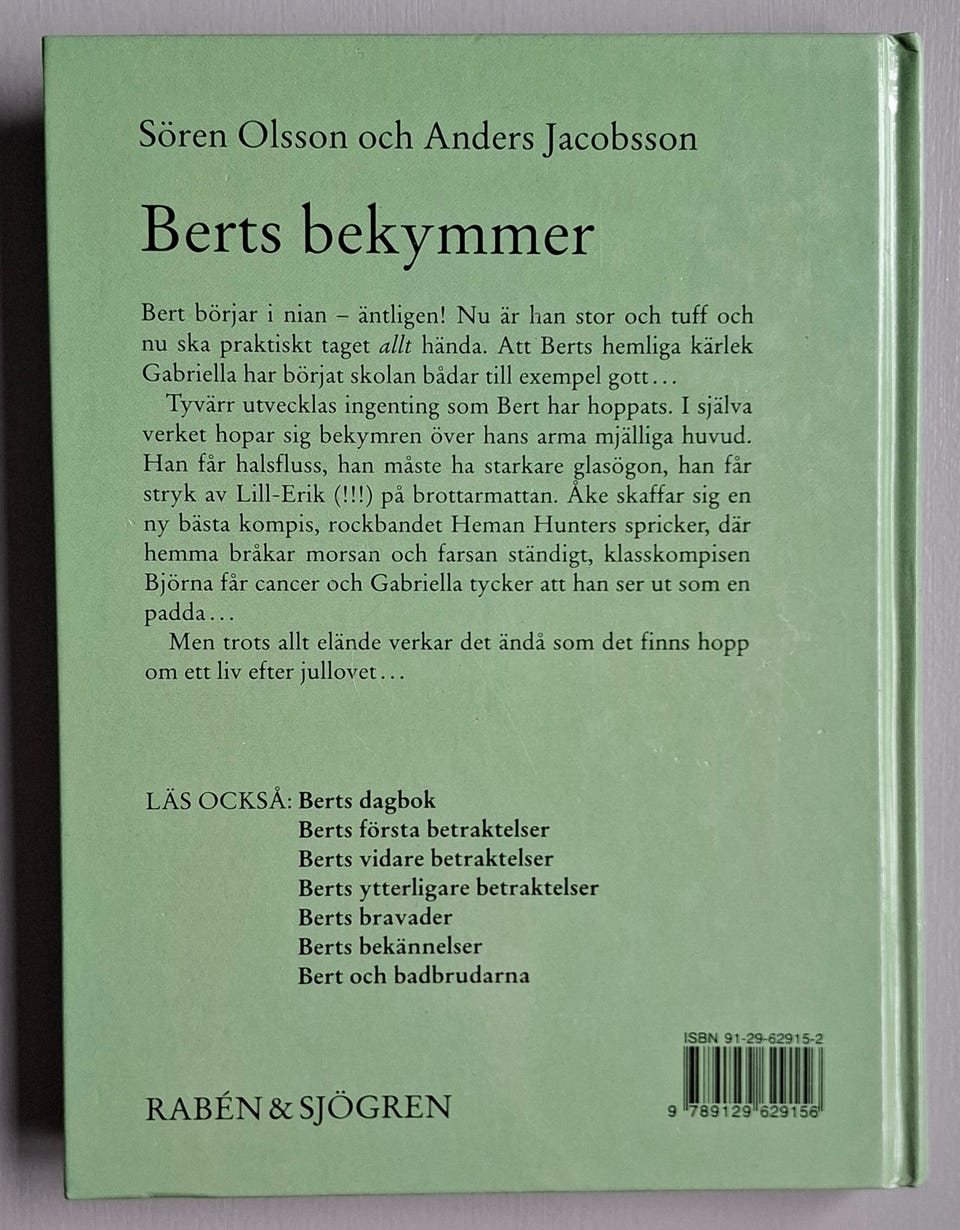 Sören Olsson och Anders Jacobsson
Berts bekymmer
Bert börjar i nian – äntligen! Nu är han stor och tuff och
nu ska praktiskt taget allt hända. Att Berts hemliga kärlek
Gabriella har börjat skolan bådar till exempel gott...
Tyvärr utvecklas ingenting som Bert har hoppats. I själva
verket hopar sig bekymren över hans arma mjälliga huvud.
Han får halsfluss, han måste ha starkare glasögon, han får
stryk av Lill-Erik (!!!) på brottarmattan. Åke skaffar sig en
ny bästa kompis, rockbandet Heman Hunters spricker, där
hemma bråkar morsan och farsan ständigt, klasskompisen
Björna får cancer och Gabriella tycker att han ser ut som en
padda...
Men trots allt elände verkar det ändå som det finns hopp
om ett liv efter jullovet...
LÄS OCKSÅ: Berts dagbok
Berts första betraktelser
Berts vidare betraktelser
Berts ytterligare betraktelser
Berts bravader
Berts bekännelser
Bert och badbrudarna
ISBN 91-29-62915-2
9 789129 629156
RABÉN & SJÖGREN